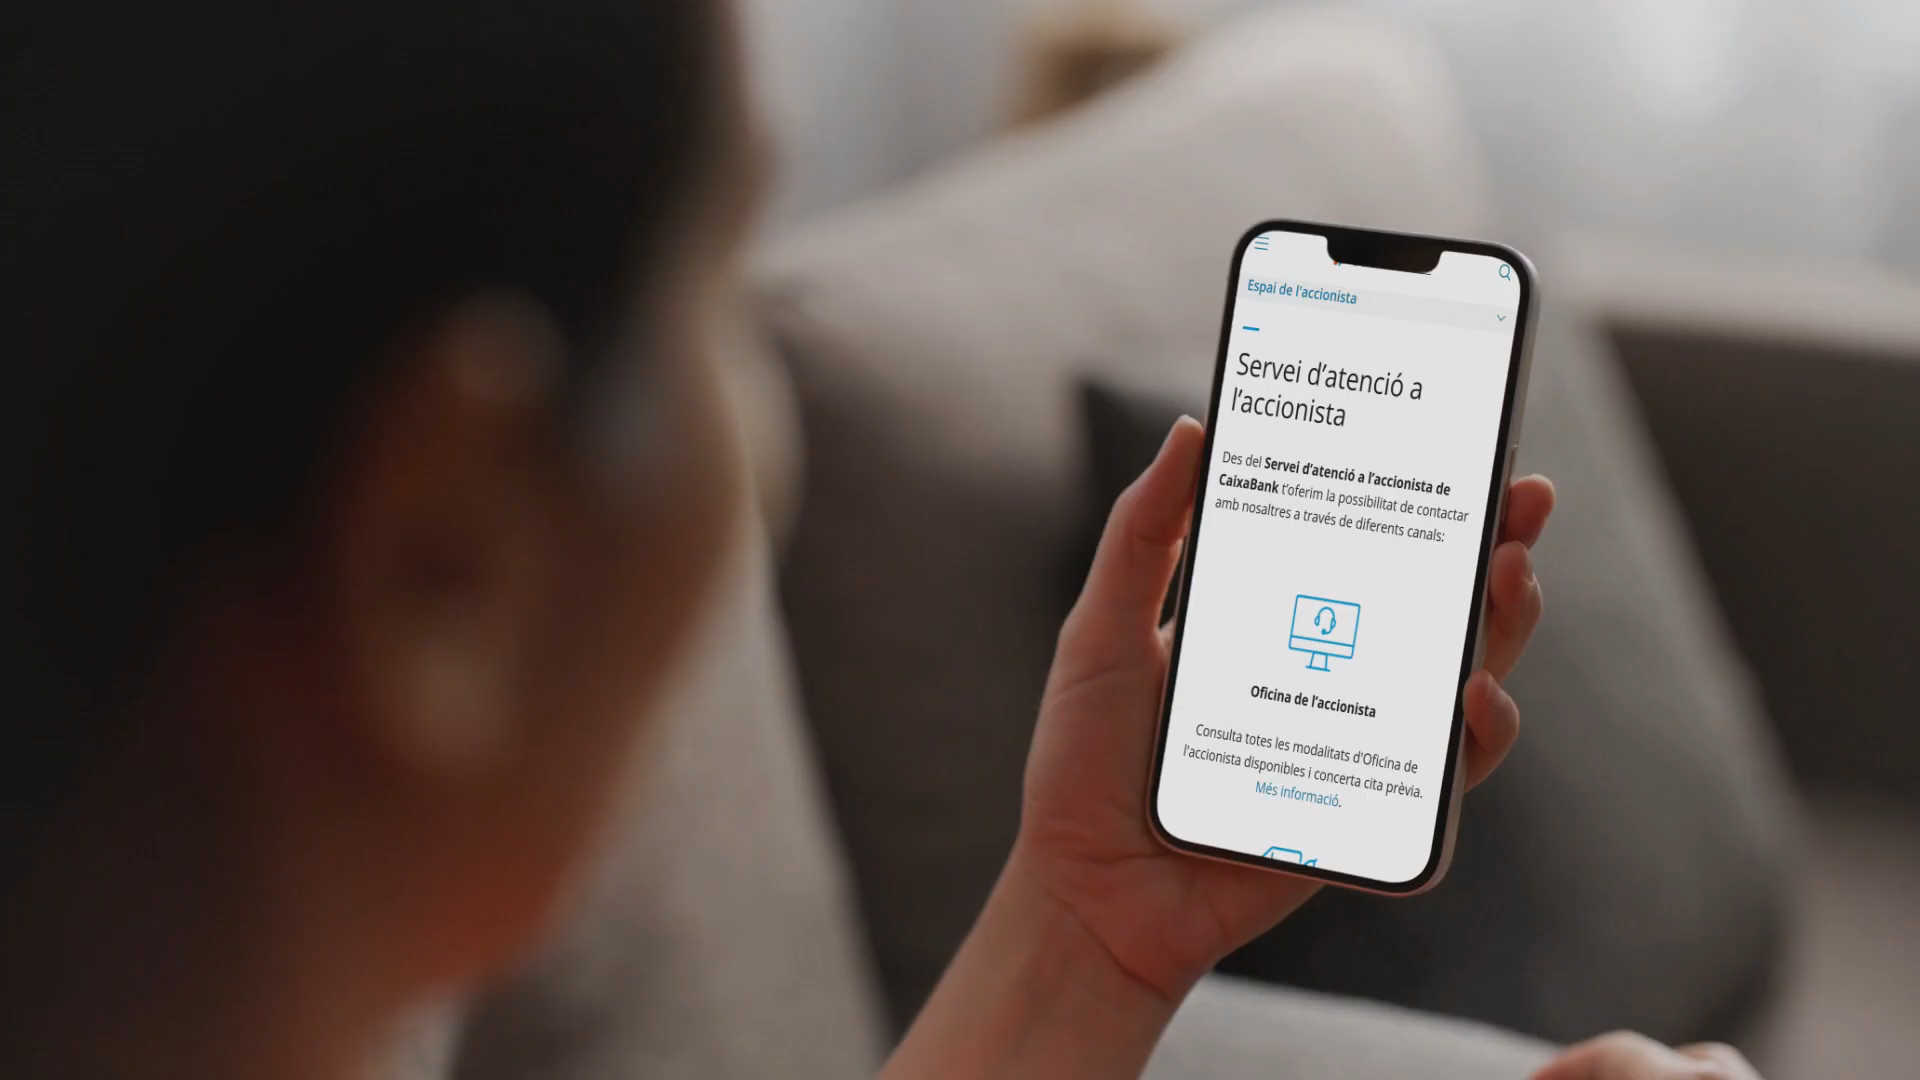 Espai de l'accionista
Servei d’atenció a
l’accionista
Des del Servei d’atenció a l’accionista de
CaixaBank t’oferim la possibilitat de contactar
amb nosaltres a través de diferents canals:
Oficina de l’accionista
Consulta totes les modalitats d'Oficina de
l'accionista disponibles i concerta cita prèvia.
Més informació.